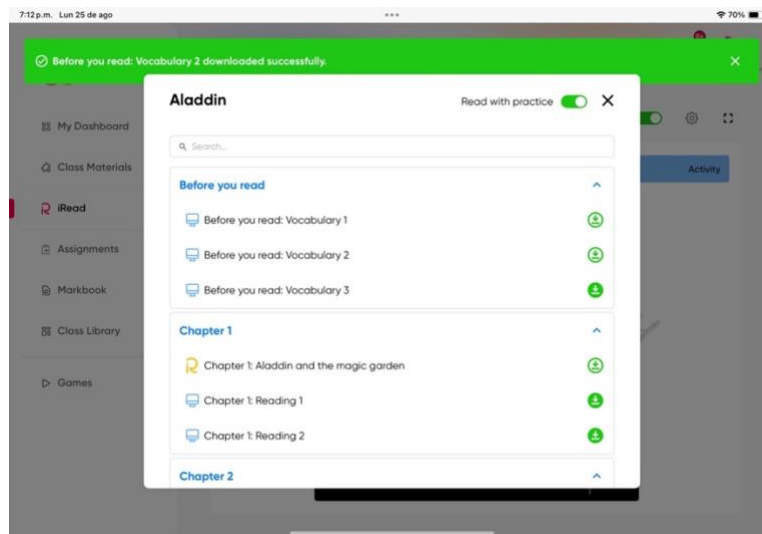 7:12 p.m. Lun 25 de ago
70%
Before you read: Vocabulary 2 downloaded successfully.
Aladdin
Read with practice
Search...
My Dashboard
Class Materials
iRead
Assignments
Markbook
Class Library
Games
Activity
Before you read
Before you read: Vocabulary 1
Before you read: Vocabulary 2
Before you read: Vocabulary 3
Chapter 1
Chapter 1: Aladdin and the magic garden
Chapter 1: Reading 1
Chapter 1: Reading 2
Chapter 2